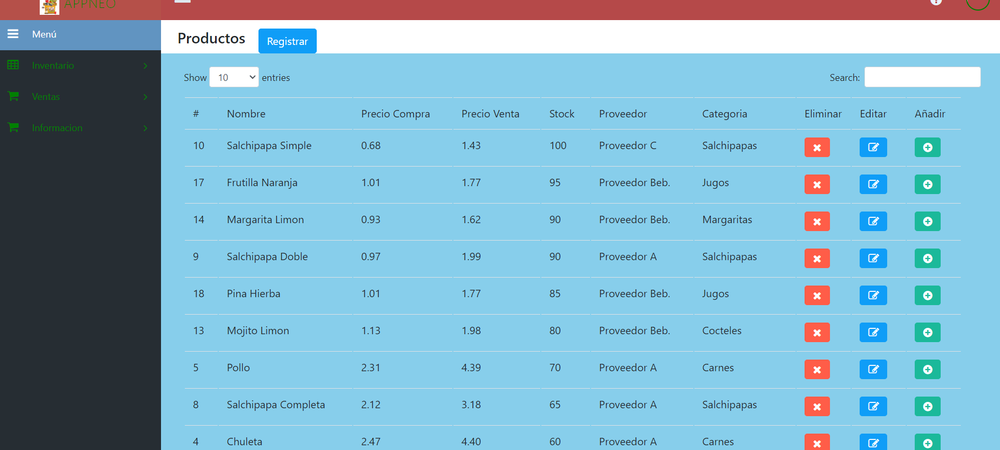 APPNEO
Menú
Inventario
Ventas
Informacion
Productos Registrar
Show 10 entries Search:
# Nombre Precio Compra Precio Venta Stock Proveedor Categoria Eliminar Editar Añadir
10 Salchipapa Simple 0.68 1.43 100 Proveedor C Salchipapas
17 Frutilla Naranja 1.01 1.77 95 Proveedor Beb. Jugos
14 Margarita Limon 0.93 1.62 90 Proveedor Beb. Margaritas
9 Salchipapa Doble 0.97 1.99 90 Proveedor A Salchipapas
18 Pina Hierba 1.01 1.77 85 Proveedor Beb. Jugos
13 Mojito Limon 1.13 1.98 80 Proveedor Beb. Cocteles
5 Pollo 2.31 4.39 70 Proveedor A Carnes
8 Salchipapa Completa 2.12 3.18 65 Proveedor A Salchipapas
4 Chuleta 2.47 4.40 60 Proveedor A Carnes